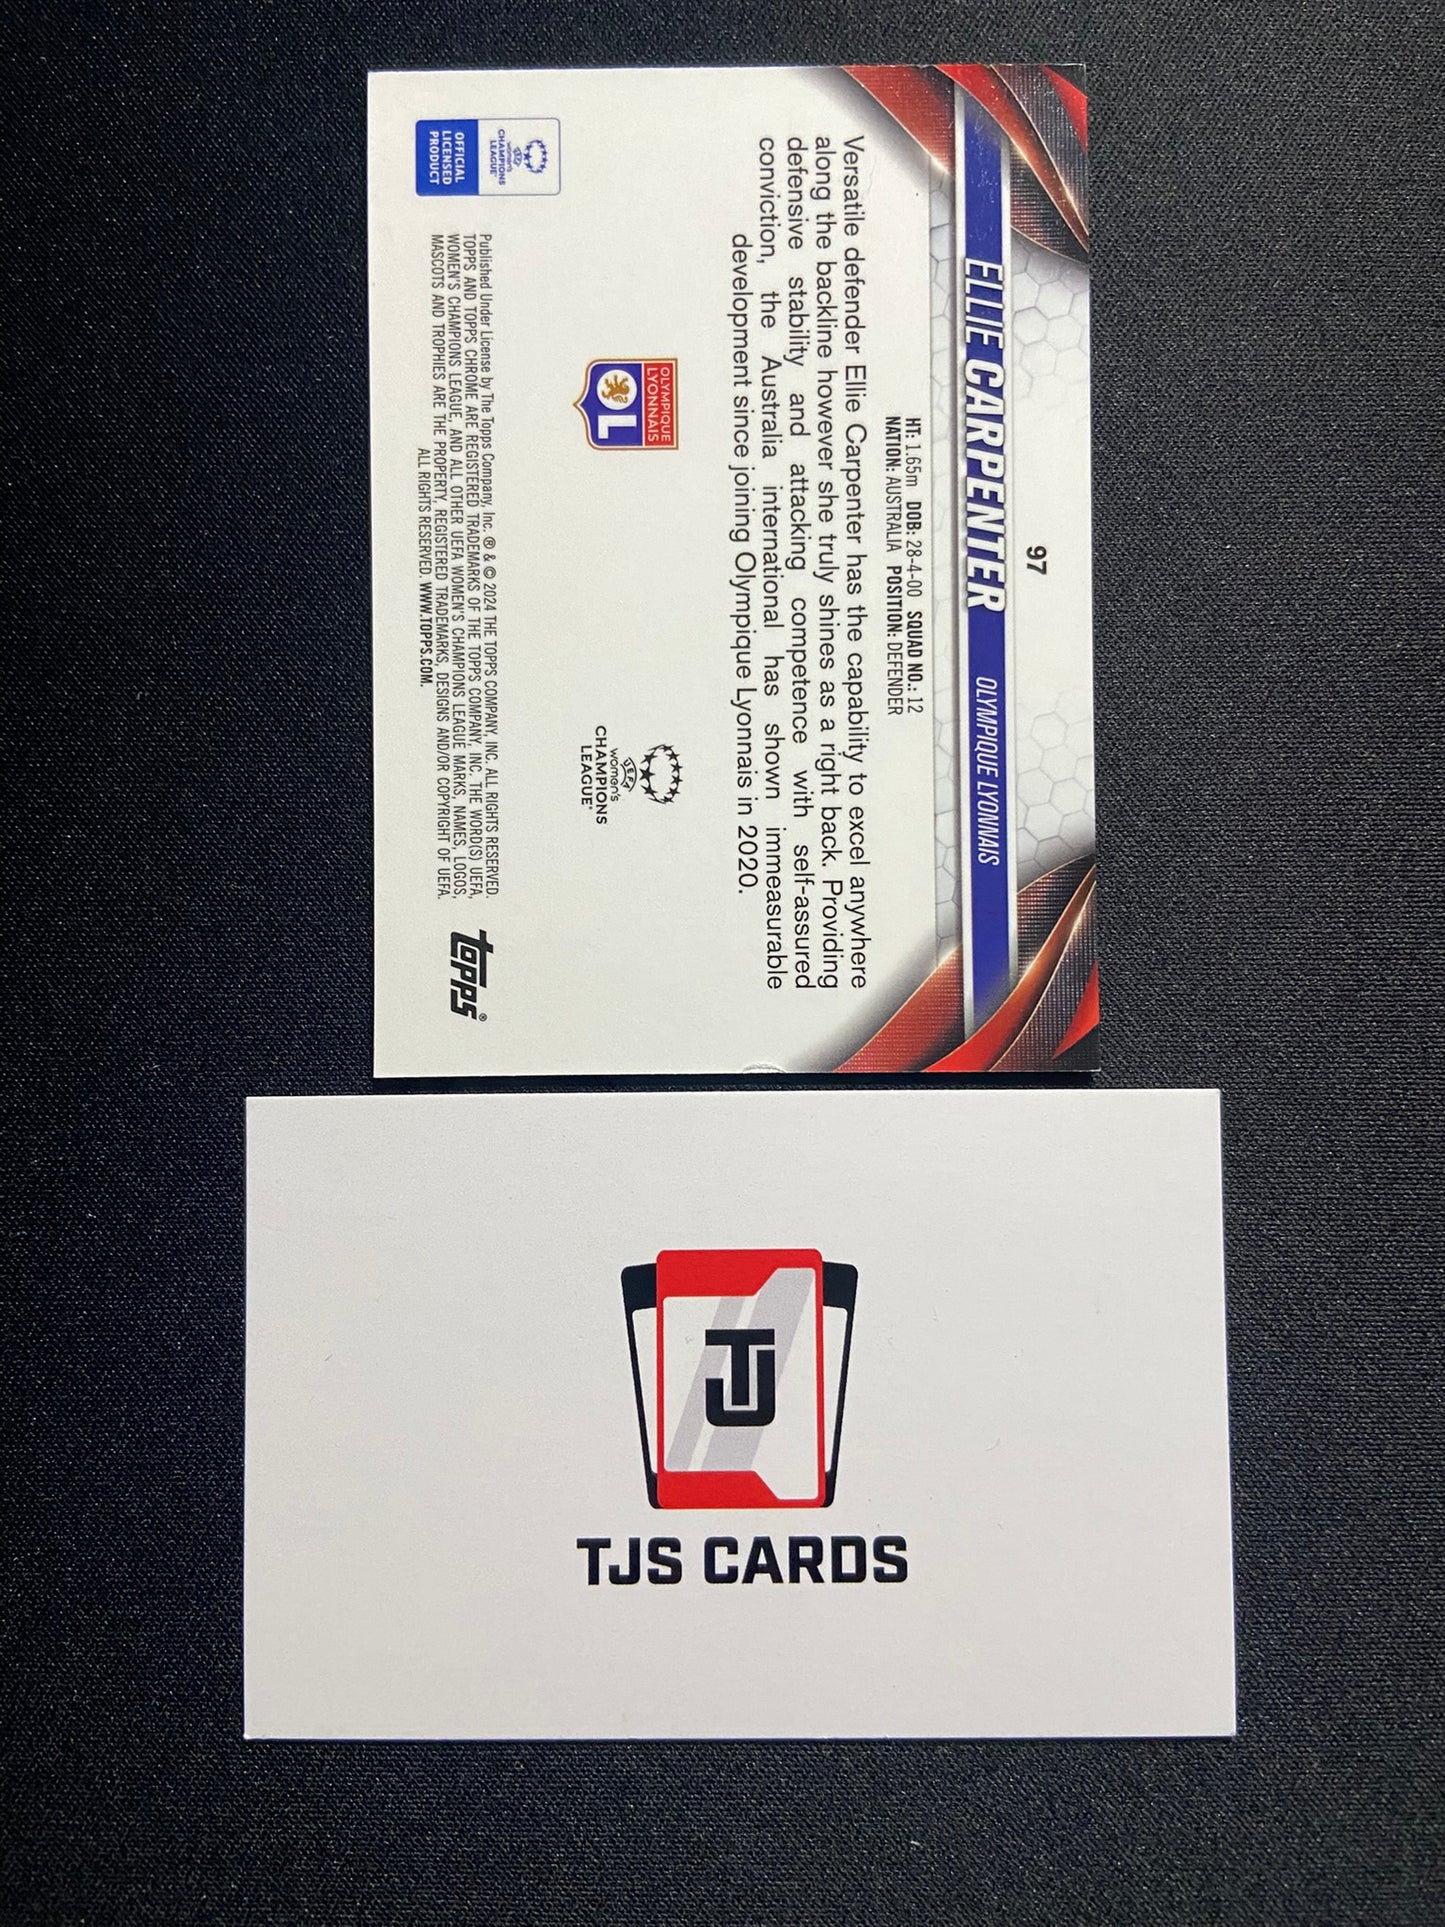 97
ELLIE CARPENTER OLYMPIQUE LYONNAIS
HT: 1.65m DOB: 28-4-00 SQUAD NO.: 12
NATION: AUSTRALIA POSITION: DEFENDER
Versatile defender Ellie Carpenter has the capability to excel anywhere
along the backline however she truly shines as a right back. Providing
defensive stability and attacking competence with self-assured
conviction, the Australia international has shown immeasurable
development since joining Olympique Lyonnais in 2020.
OLYMPIQUE
LYONNAIS
OL
UEFA
women's
CHAMPIONS
LEAGUE
UEFA
women's
CHAMPIONS
LEAGUE
OFFICIAL
LICENSED
PRODUCT
Published Under License by The Topps Company, Inc. ® & © 2024 THE TOPPS COMPANY, INC. ALL RIGHTS RESERVED.
TOPPS AND TOPPS CHROME ARE REGISTERED TRADEMARKS OF THE TOPPS COMPANY, INC. THE WORD(S) UEFA,
WOMEN'S CHAMPIONS LEAGUE, AND ALL OTHER UEFA WOMEN'S CHAMPIONS LEAGUE MARKS, NAMES, LOGOS,
MASCOTS AND TROPHIES ARE THE PROPERTY, REGISTERED TRADEMARKS, DESIGNS AND/OR COPYRIGHT OF UEFA.
ALL RIGHTS RESERVED. WWW.TOPPS.COM.
topps®
TJ
TJS CARDS